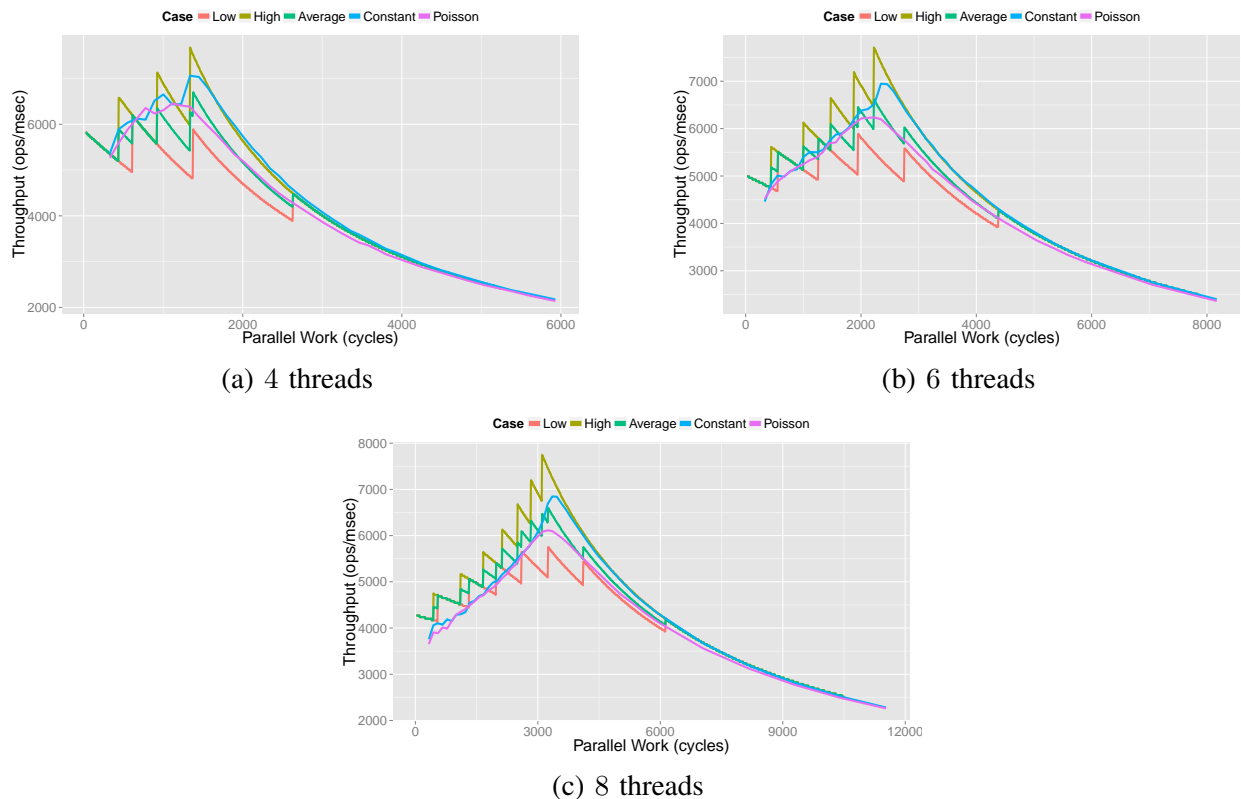 Case Low High Average Constant Poisson
Throughput (ops/msec)
6000
4000
2000
0 2000 4000 6000
Parallel Work (cycles)
(a) 4 threads
Case Low High Average Constant Poisson
Throughput (ops/msec)
7000
6000
5000
4000
3000
0 2000 4000 6000 8000
Parallel Work (cycles)
(b) 6 threads
Case Low High Average Constant Poisson
Throughput (ops/msec)
8000
7000
6000
5000
4000
3000
2000
0 3000 6000 9000 12000
Parallel Work (cycles)
(c) 8 threads